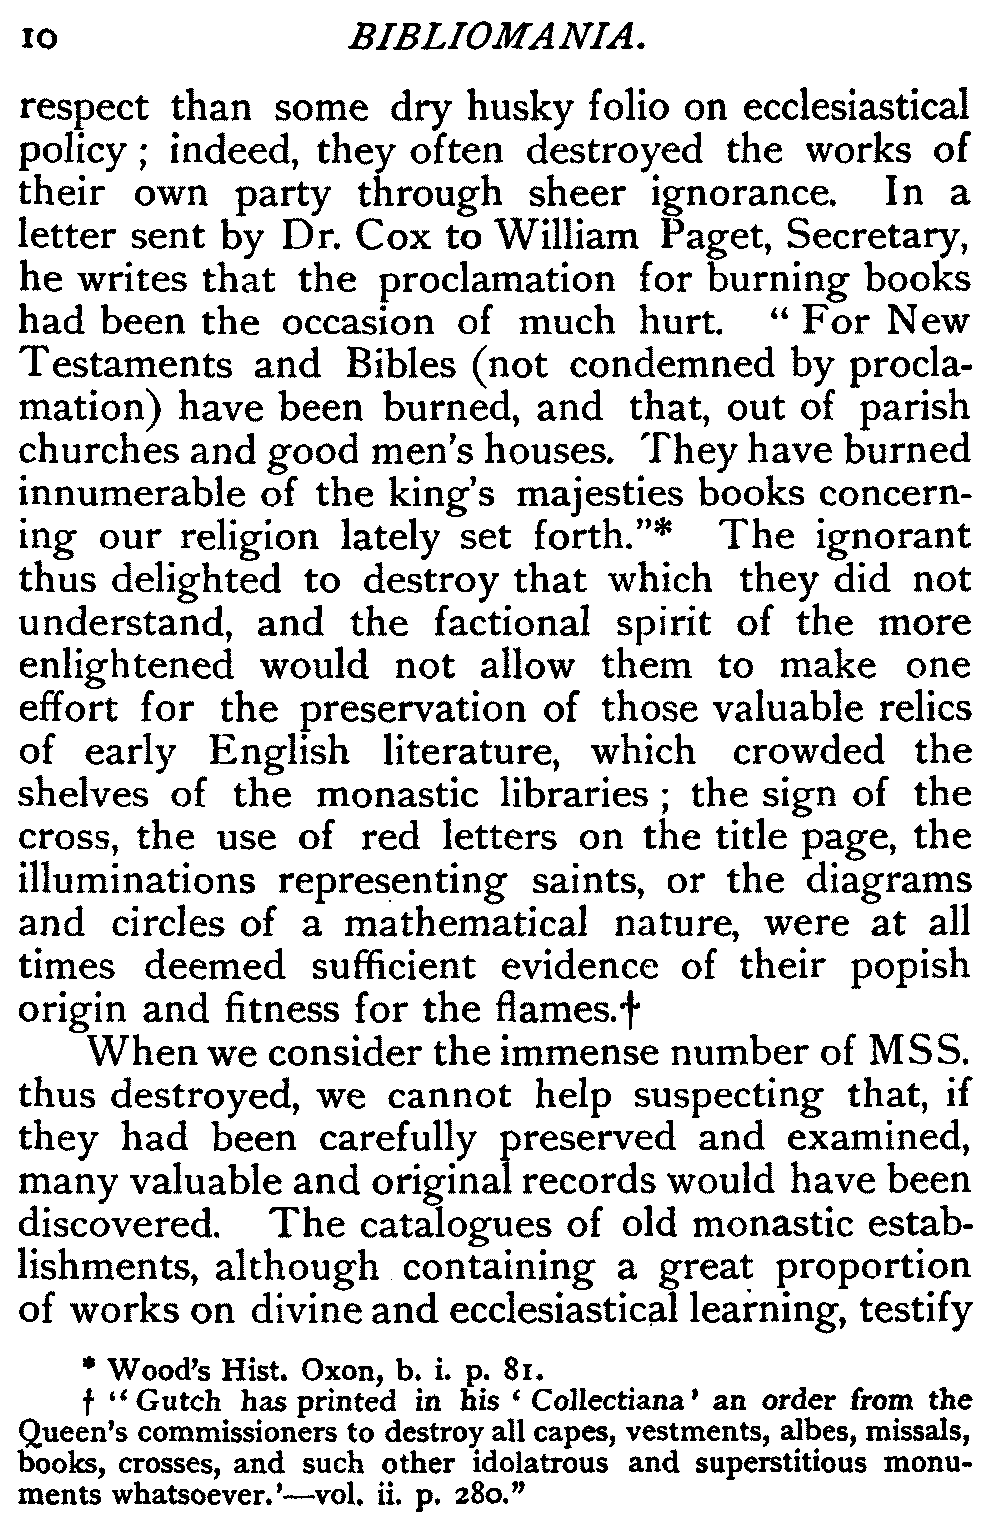 10 BIBLIOMANIA.
respect than some dry husky folio on ecclesiastical
policy ; indeed, they often destroyed the works of
their own party through sheer ignorance. In a
letter sent by Dr. Cox to William Paget, Secretary,
he writes that the proclamation for burning books
had been the occasion of much hurt. “ For New
Testaments and Bibles (not condemned by procla-
mation) have been burned, and that, out of parish
churches and good men's houses. They have burned
innumerable of the king's majesties books concern-
ing our religion lately set forth.”* The ignorant
thus delighted to destroy that which they did not
understand, and the factional spirit of the more
enlightened would not allow them to make one
effort for the preservation of those valuable relics
of early English literature, which crowded the
shelves of the monastic libraries ; the sign of the
cross, the use of red letters on the title page, the
illuminations representing saints, or the diagrams
and circles of a mathematical nature, were at all
times deemed sufficient evidence of their popish
origin and fitness for the flames.†
When we consider the immense number of MSS.
thus destroyed, we cannot help suspecting that, if
they had been carefully preserved and examined,
many valuable and original records would have been
discovered. The catalogues of old monastic estab-
lishments, although containing a great proportion
of works on divine and ecclesiastical learning, testify
* Wood's Hist. Oxon, b. i. p. 81.
† “ Gutch has printed in his ‘ Collectiana ’ an order from the
Queen's commissioners to destroy all capes, vestments, albes, missals,
books, crosses, and such other idolatrous and superstitious monu-
ments whatsoever.’—vol. ii. p. 280.”